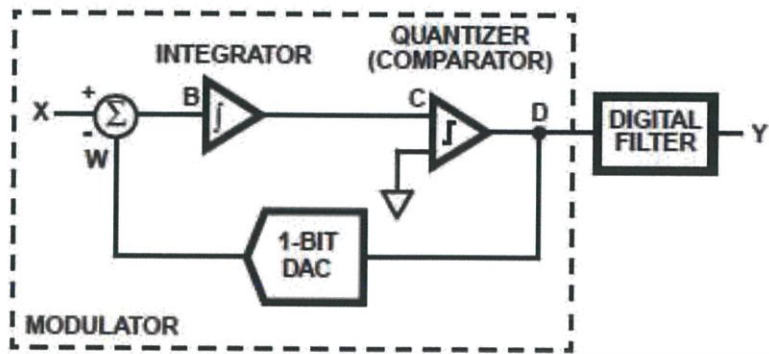 INTEGRATOR
QUANTIZER
(COMPARATOR)
X
+
-
Σ
B
∫
C
D
W
1-BIT
DAC
DIGITAL
FILTER
Y
MODULATOR